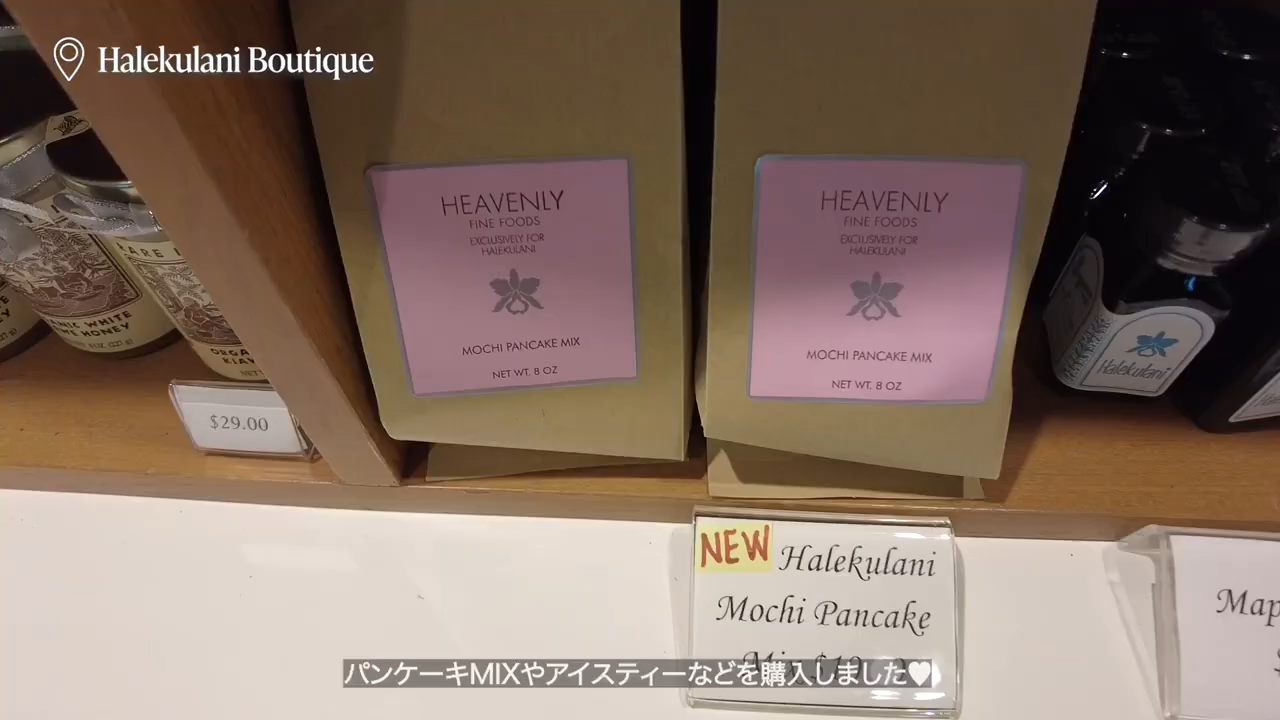 Halekulani Boutique
HEAVENLY
FINE FOODS
EXCLUSIVELY FOR
HALEKULANI
MOCHI PANCAKE MIX
NET WT. 8 OZ
HEAVENLY
FINE FOODS
EXCLUSIVELY FOR
HALEKULANI
MOCHI PANCAKE MIX
NET WT. 8 OZ
WHITE
HONEY
$29.00
Halekulani
NEW Halekulani
Mochi Pancake
Mix
パンケーキMIXやアイスティーなどを購入しました♥